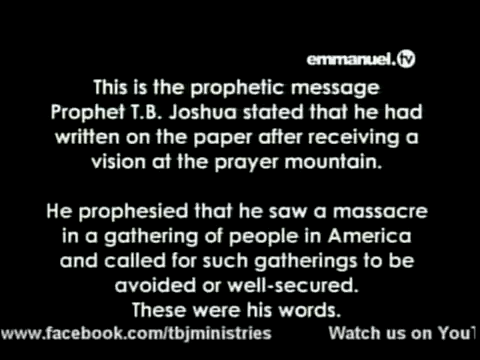 emmanuel.tv
This is the prophetic message
Prophet T.B. Joshua stated that he had
written on the paper after receiving a
vision at the prayer mountain.
He prophesied that he saw a massacre
in a gathering of people in America
and called for such gatherings to be
avoided or well-secured.
These were his words.
www.facebook.com/tbjministries Watch us on YouT